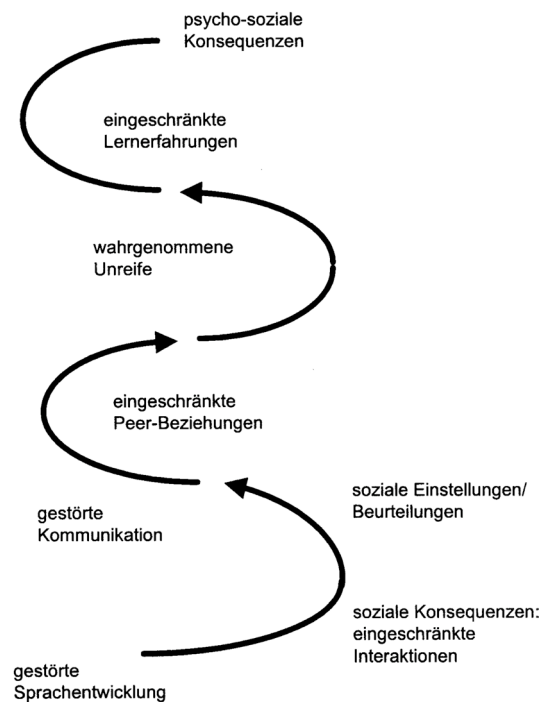 psycho-soziale
Konsequenzen
eingeschränkte
Lernerfahrungen
wahrgenommene
Unreife
eingeschränkte
Peer-Beziehungen
soziale Einstellungen/
Beurteilungen
gestörte
Kommunikation
soziale Konsequenzen:
eingeschränkte
Interaktionen
gestörte
Sprachentwicklung